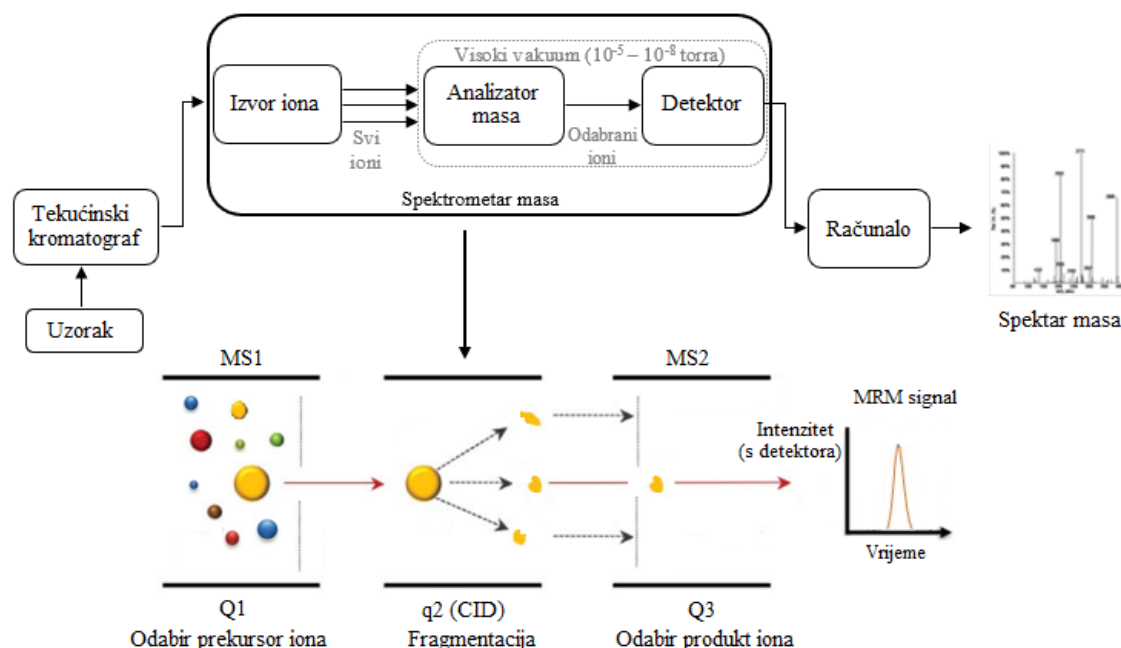 Visoki vakuum (10⁻⁵ – 10⁻⁸ torra)
Izvor iona
Analizator
masa
Detektor
Svi
ioni
Odabrani
ioni
Spektrometar masa
Tekućinski
kromatograf
Računalo
Uzorak
Spektar masa
MS1
MS2
MRM signal
Intenzitet
(s detektora)
Vrijeme
Q1
q2 (CID)
Q3
Odabir prekursor iona
Fragmentacija
Odabir produkt iona